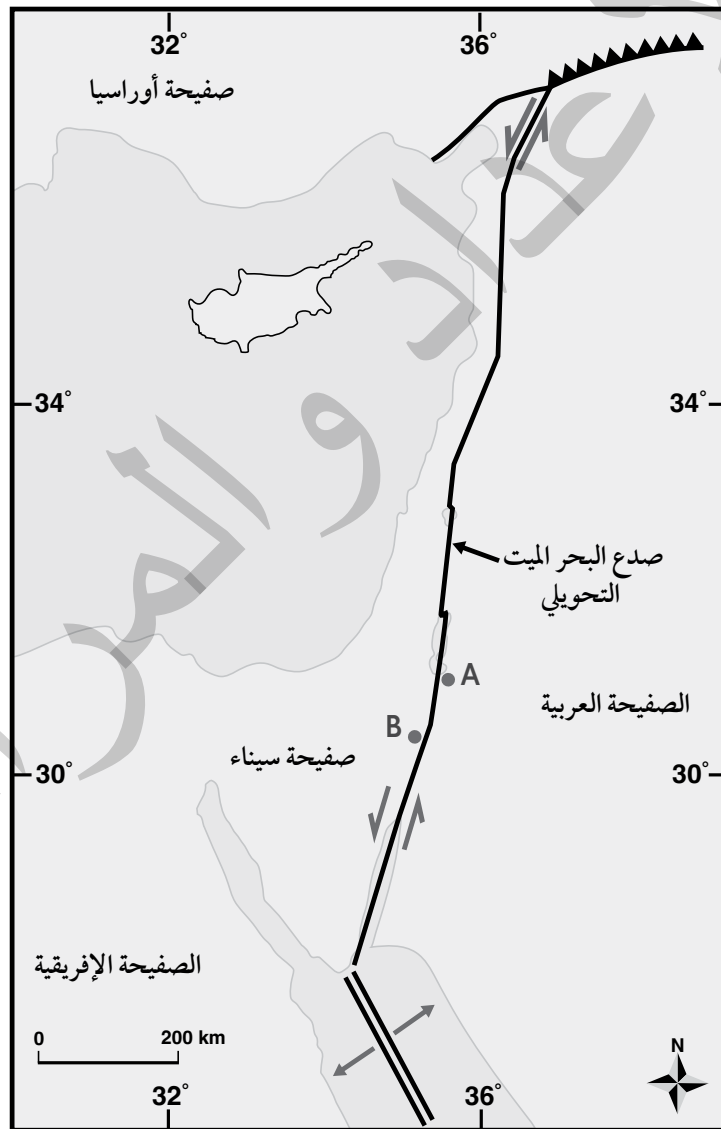 32° 36°
صفيحة أوراسيا
34° 34°
صدع البحر الميت
التحويلي
A
الصفيحة العربية
B
صفيحة سيناء
30° 30°
الصفيحة الإفريقية
0 200 km
N
32° 36°